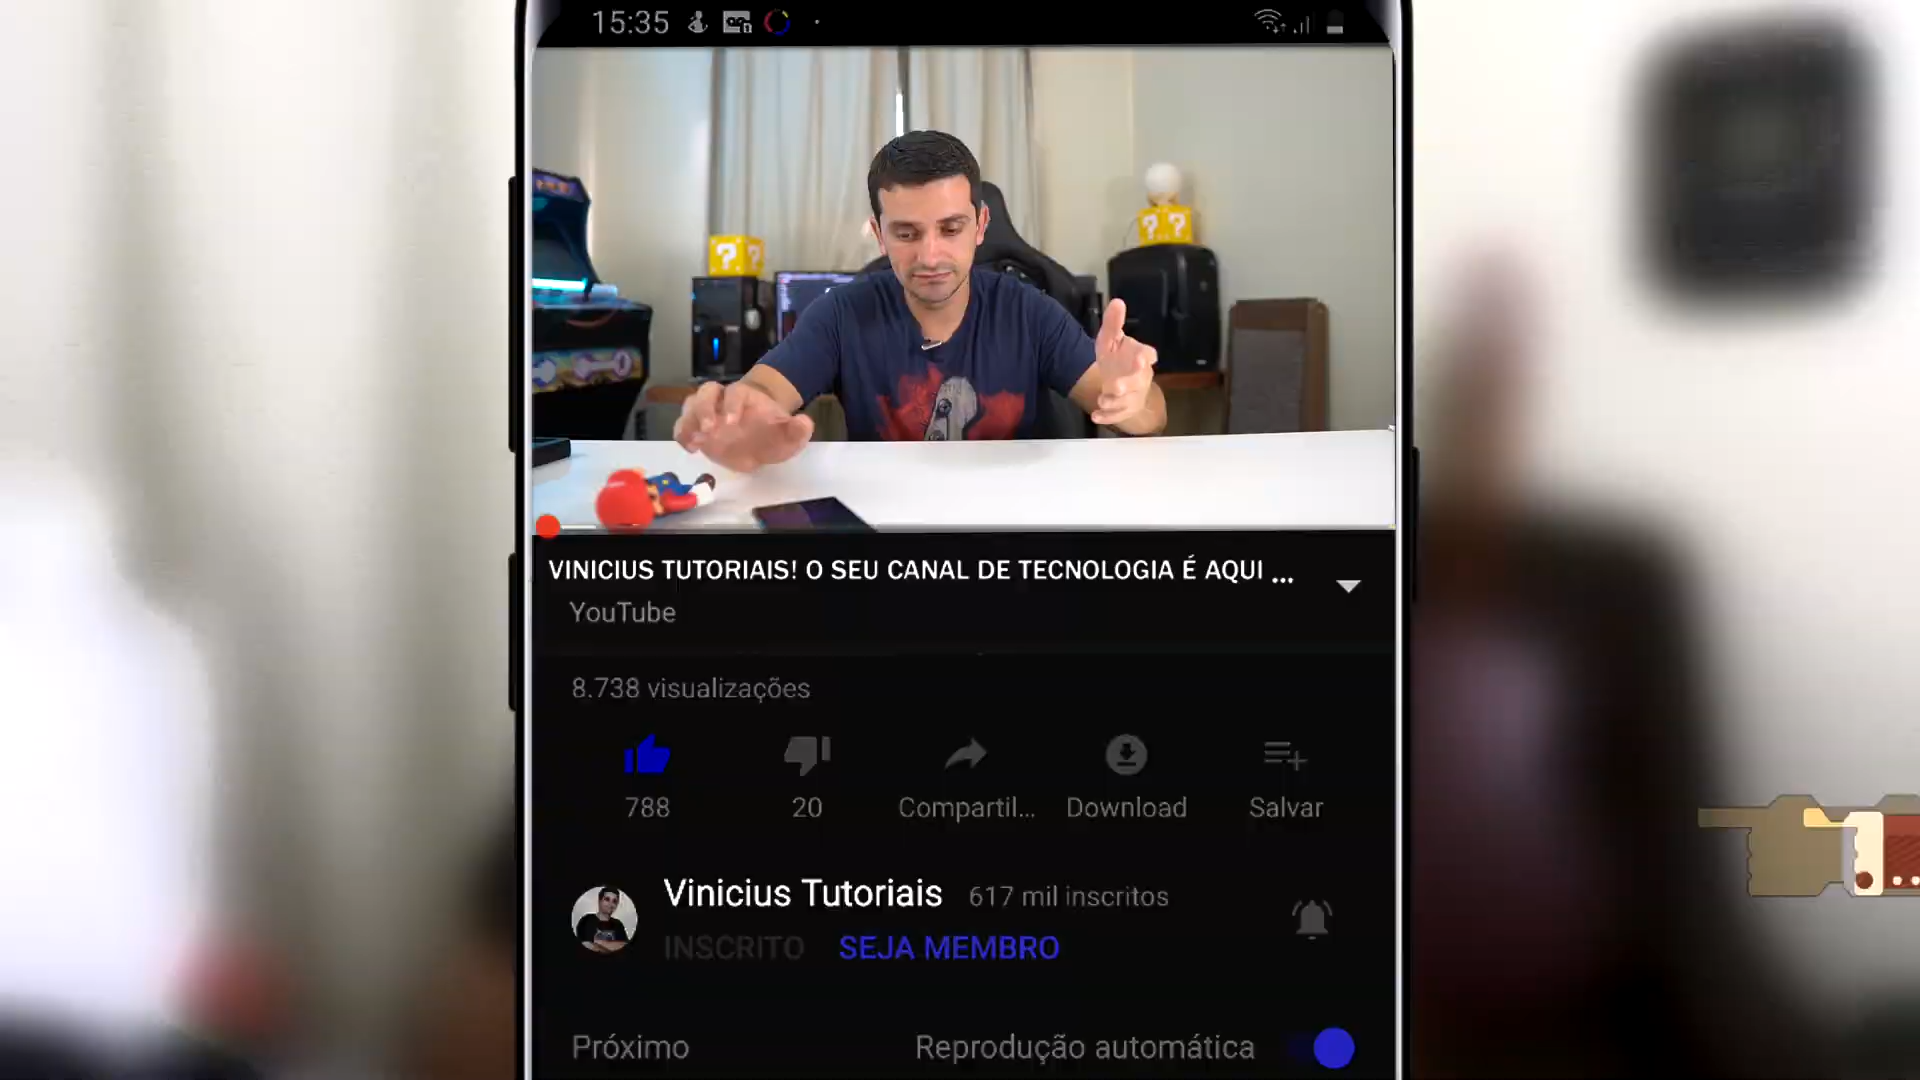 15:35
? ?
? ?
VINICIUS TUTORIAIS! O SEU CANAL DE TECNOLOGIA É AQUI ...
YouTube
8.738 visualizações
788
20
Compartil...
Download
Salvar
Vinicius Tutoriais 617 mil inscritos
INSCRITO SEJA MEMBRO
Próximo
Reprodução automática